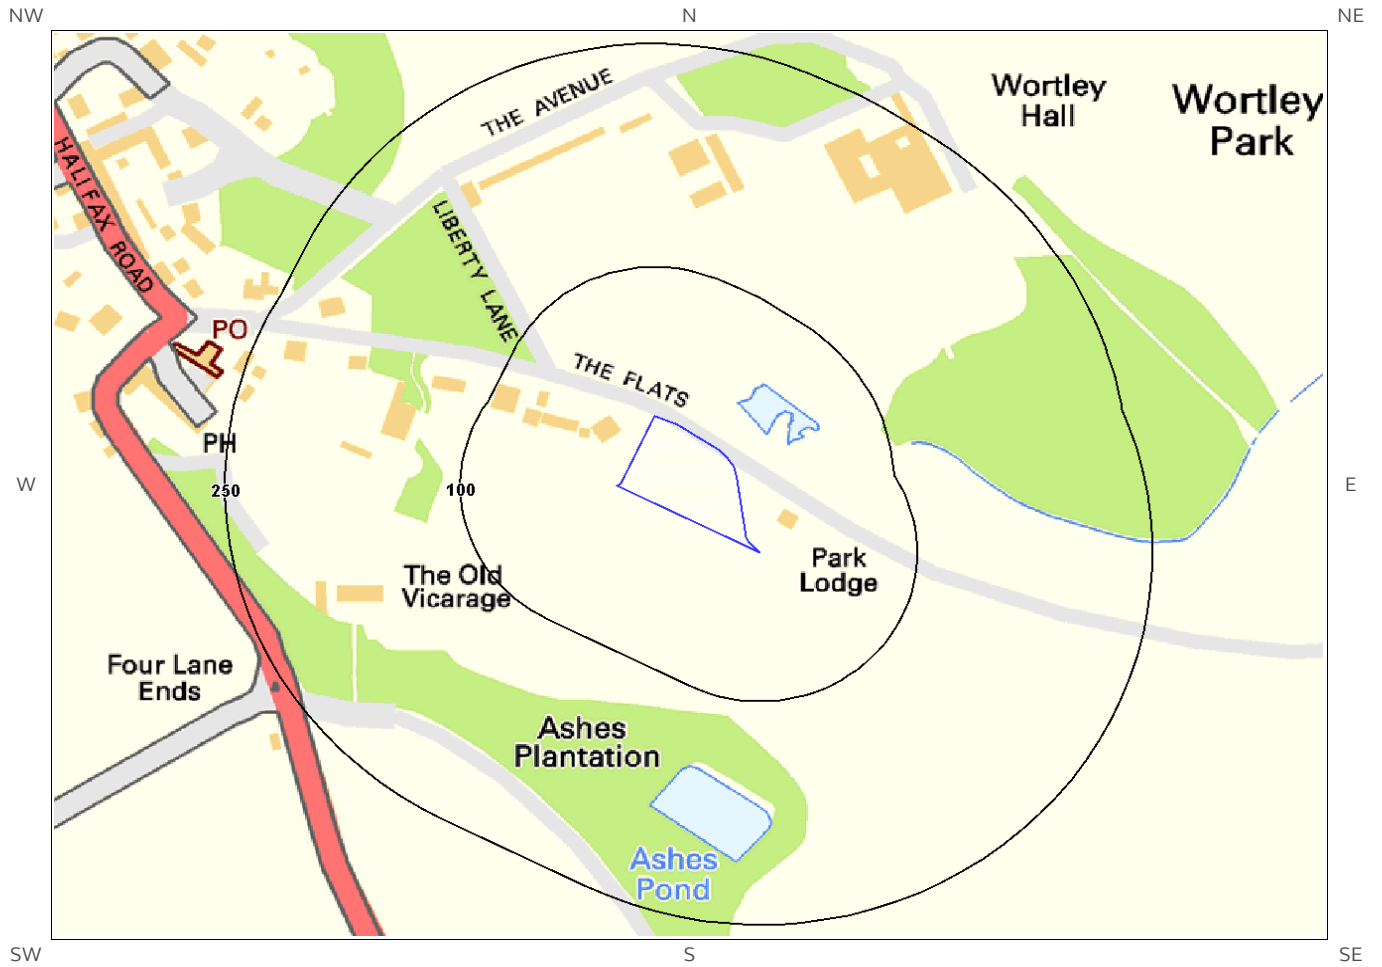 NW
N
NE
Wortley
Hall
Wortley
Park
THE AVENUE
HALIFAX ROAD
LIBERTY LANE
PO
THE FLATS
PH
W
250
100
E
The Old
Vicarage
Park
Lodge
Four Lane
Ends
Ashes
Plantation
Ashes
Pond
SW
S
SE